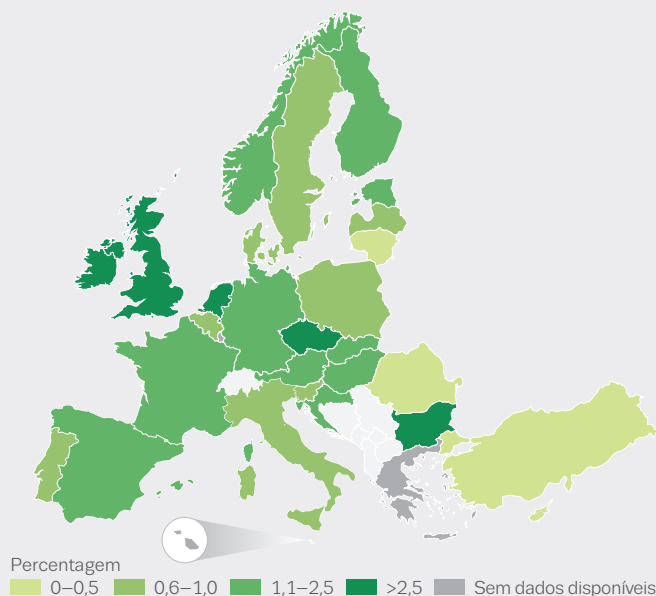 Percentagem
0–0,5 0,6–1,0 1,1–2,5 >2,5 Sem dados disponíveis